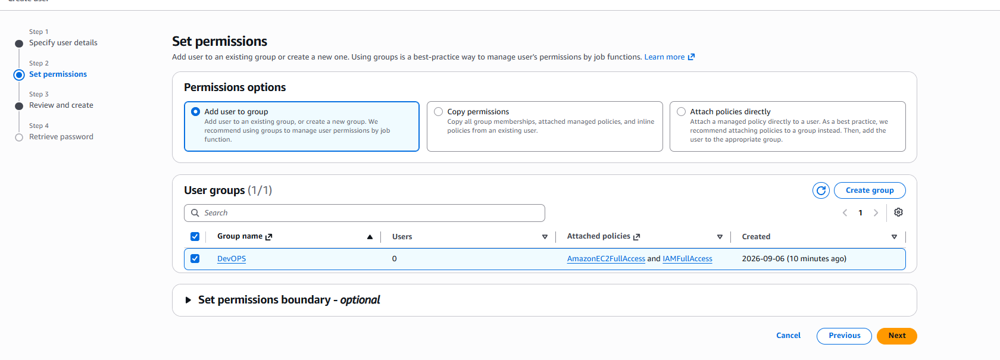 Create user
Step 1
Specify user details
Step 2
Set permissions
Step 3
Review and create
Step 4
Retrieve password
Set permissions
Add user to an existing group or create a new one. Using groups is a best-practice way to manage user's permissions by job functions. Learn more
Permissions options
Add user to group
Add user to an existing group, or create a new group. We
recommend using groups to manage user permissions by job
function.
Copy permissions
Copy all group memberships, attached managed policies, and inline
policies from an existing user.
Attach policies directly
Attach a managed policy directly to a user. As a best practice, we
recommend attaching policies to a group instead. Then, add the
user to the appropriate group.
User groups (1/1)
Create group
Search
1
Group name Users Attached policies Created
DevOPS 0 AmazonEC2FullAccess and IAMFullAccess 2026-09-06 (10 minutes ago)
Set permissions boundary - optional
Cancel Previous Next